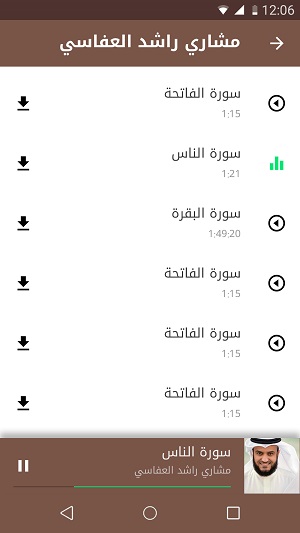 12:06
مشاري راشد العفاسي
سورة الفاتحة
1:15
سورة الناس
1:21
سورة البقرة
1:49:20
سورة الفاتحة
1:15
سورة الفاتحة
1:15
سورة الفاتحة
1:15
سورة الناس
مشاري راشد العفاسي